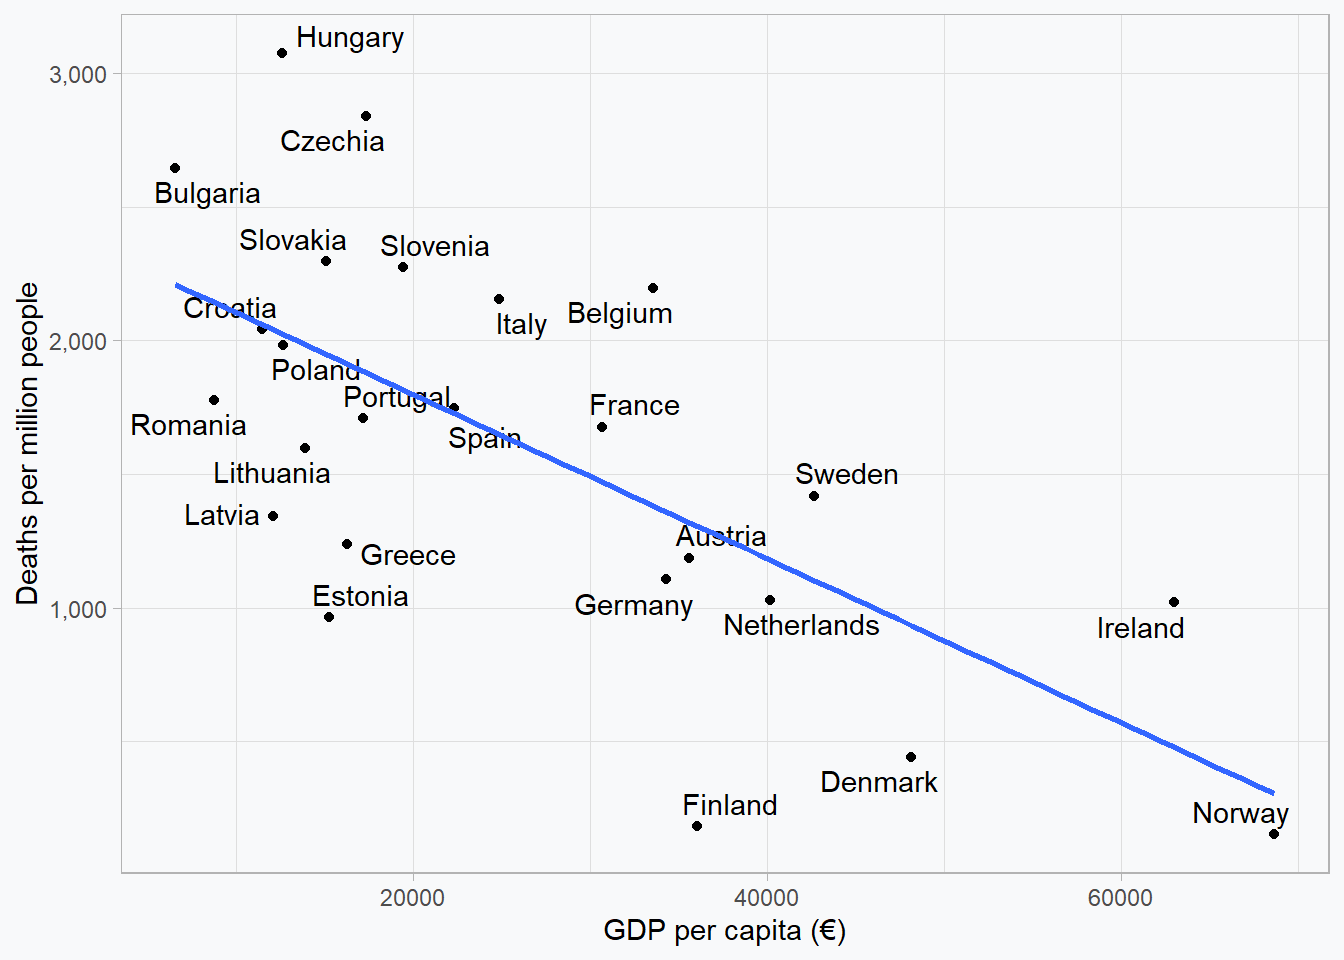 Hungary
3,000
Czechia
Bulgaria
Slovakia
Slovenia
Croatia
Italy
Belgium
2,000
Poland
Portugal
France
Romania
Spain
Lithuania
Sweden
Latvia
Austria
Greece
Estonia
Germany
1,000
Netherlands
Ireland
Denmark
Finland
Norway
Deaths per million people
20000
40000
60000
GDP per capita (€)